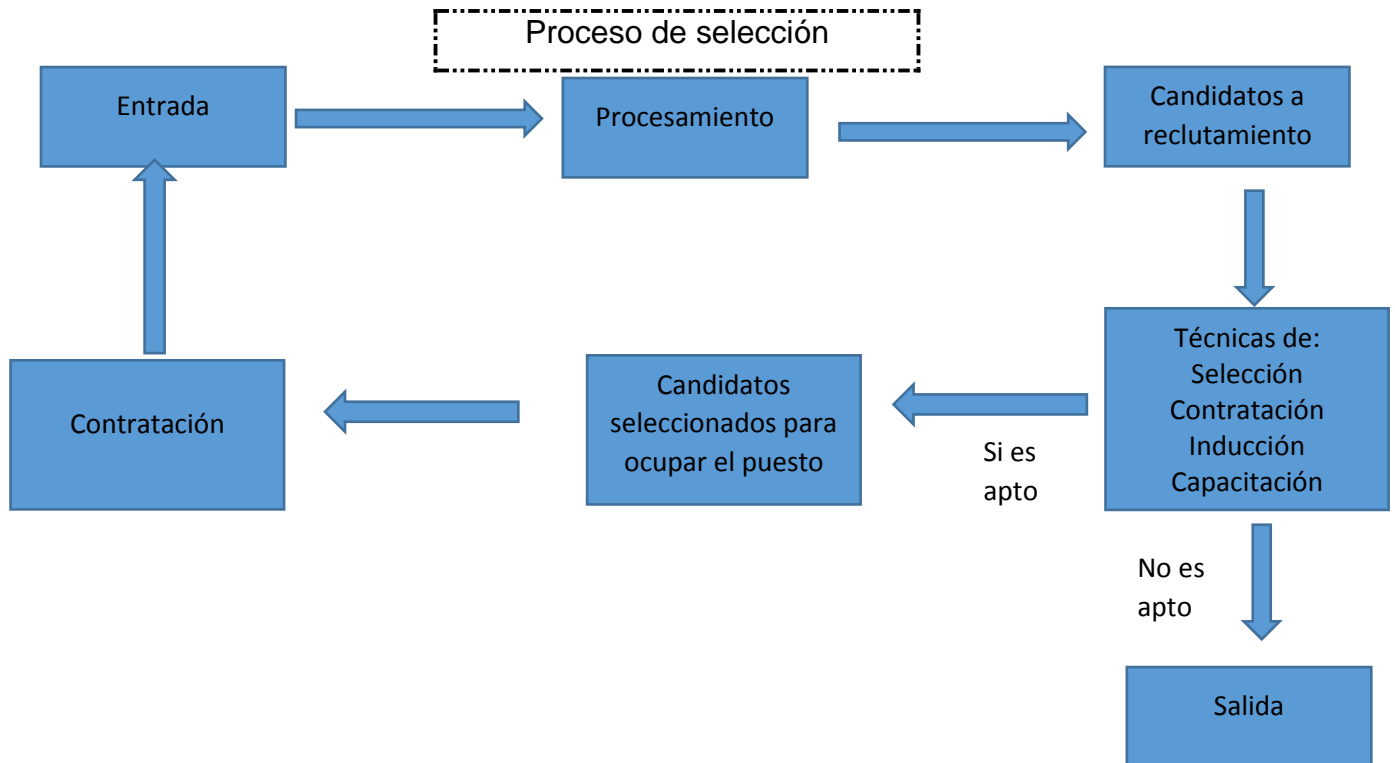 Proceso de selección
Entrada
Procesamiento
Candidatos a
reclutamiento
Técnicas de:
Selección
Contratación
Inducción
Capacitación
Si es
apto
Candidatos
seleccionados para
ocupar el puesto
Contratación
No es
apto
Salida